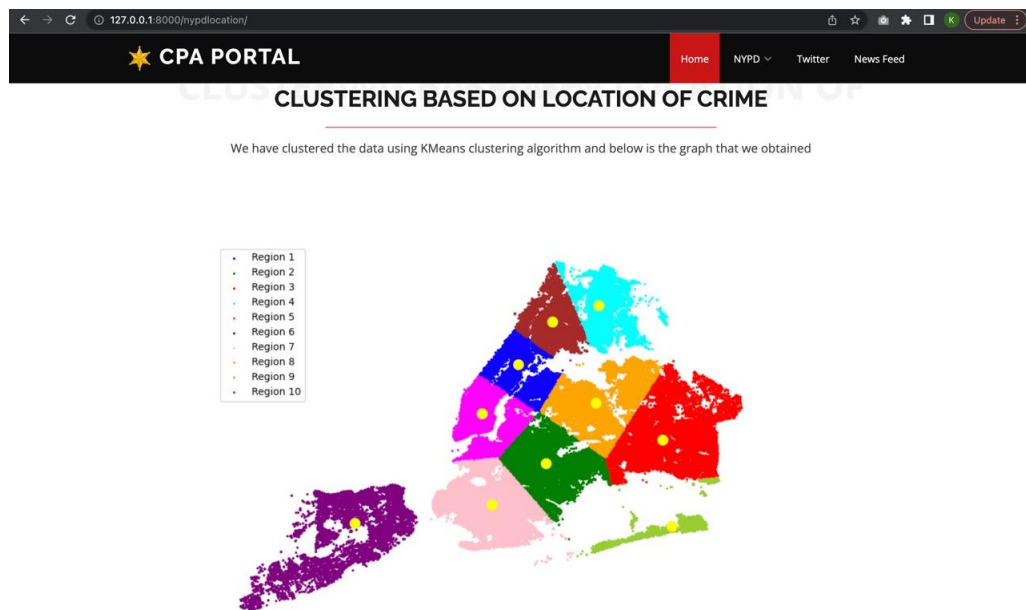 127.0.0.1:8000/nypdlocation/
K
Update
CPA PORTAL
Home
NYPD
Twitter
News Feed
CLUSTERING BASED ON LOCATION OF CRIME
We have clustered the data using KMeans clustering algorithm and below is the graph that we obtained
Region 1
Region 2
Region 3
Region 4
Region 5
Region 6
Region 7
Region 8
Region 9
Region 10